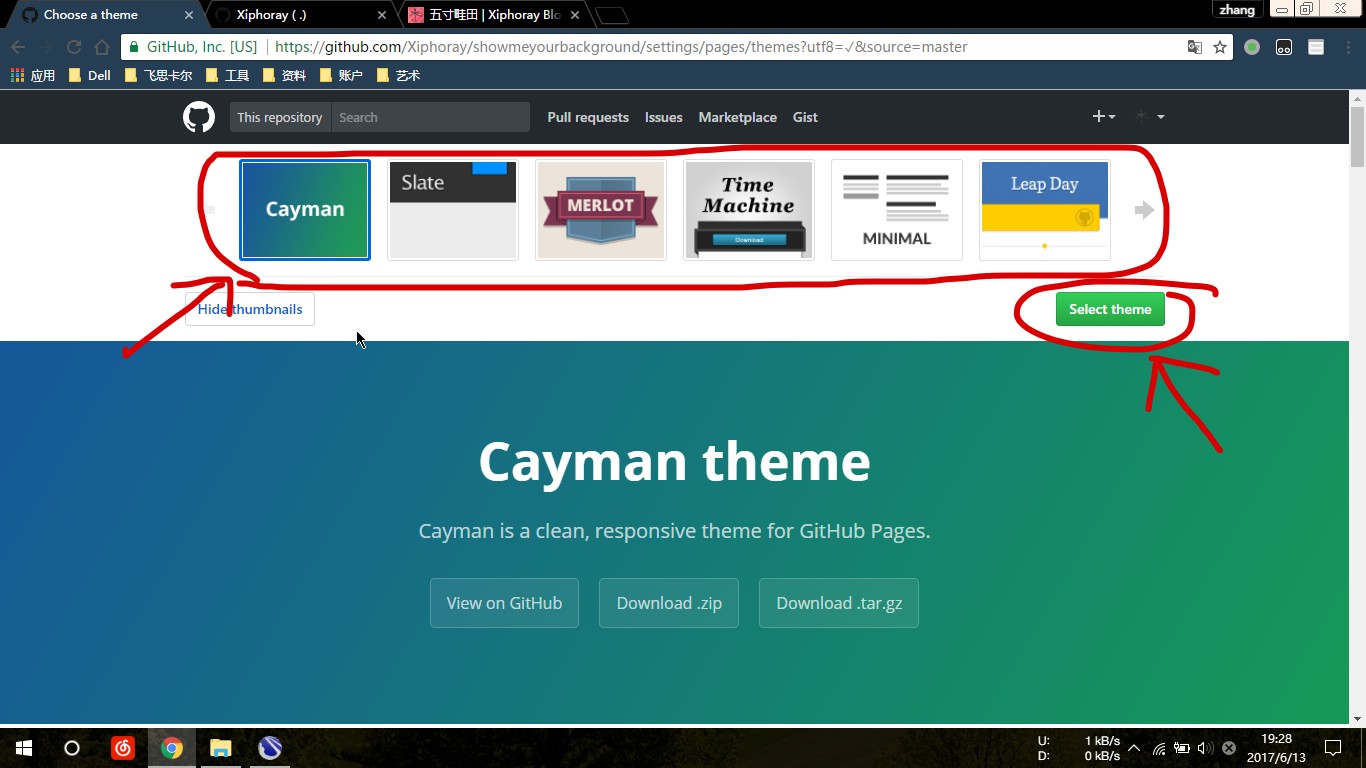 Choose a theme
Xiphoray ( .)
五寸畦田 | Xiphoray Blo
zhang
GitHub, Inc. [US] | https://github.com/Xiphoray/showmeyourbackground/settings/pages/themes?utf8=✓&source=master
应用 Dell 飞思卡尔 工具 资料 账户 艺术
This repository Search Pull requests Issues Marketplace Gist
Cayman
Slate
MERLOT
Time
Machine
Download
MINIMAL
Leap Day
Hide thumbnails
Select theme
Cayman theme
Cayman is a clean, responsive theme for GitHub Pages.
View on GitHub Download .zip Download .tar.gz
U: 1 kB/s
D: 0 kB/s
19:28
2017/6/13